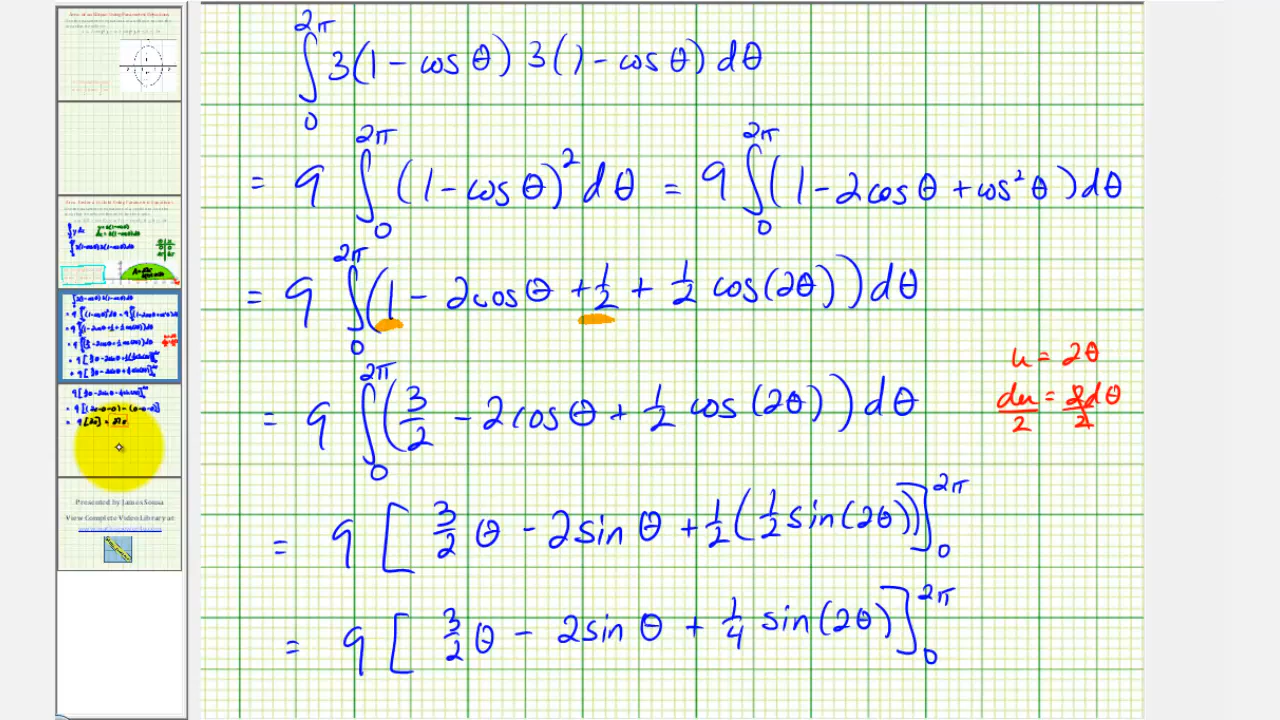 ∫₀^2π 3(1 - cos θ) 3(1 - cos θ) dθ
= 9 ∫₀^2π (1 - cos θ)² dθ = 9 ∫₀^2π (1 - 2cos θ + cos² θ) dθ
= 9 ∫₀^2π (1 - 2cos θ + 1/2 + 1/2 cos(2θ)) dθ
u = 2θ
= 9 ∫₀^2π (3/2 - 2cos θ + 1/2 cos(2θ)) dθ
du/2 = 2dθ/2
= 9 [ 3/2 θ - 2sin θ + 1/2 (1/2 sin(2θ)) ]₀^2π
= 9 [ 3/2 θ - 2sin θ + 1/4 sin(2θ) ]₀^2π
Presented by James Sousa
View Complete Video Library at